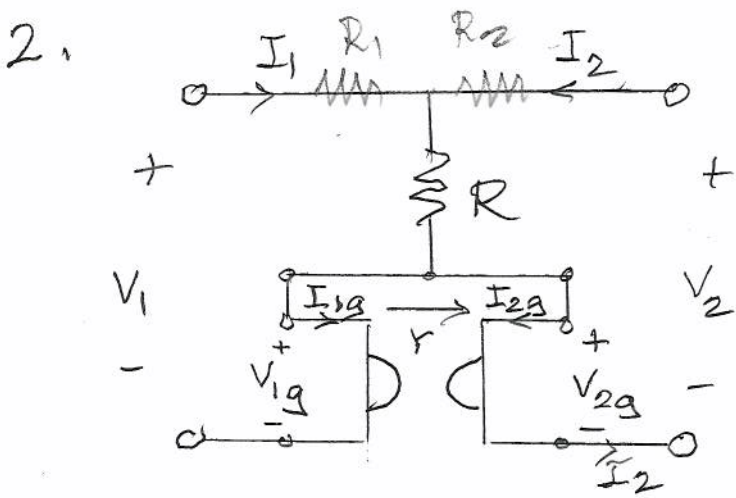 2.
R1 R2
I1 I2
+ +
R
V1 V2
I1g I2g
r
+ +
V1g V2g
- -
- -
I2